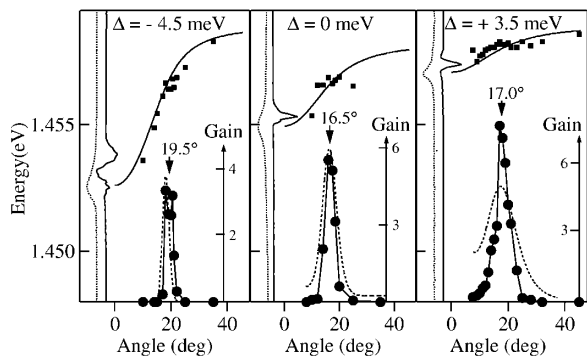 Δ = - 4.5 meV
Δ = 0 meV
Δ = + 3.5 meV
Energy(eV)
1.455
1.450
19.5°
Gain
4
2
16.5°
Gain
6
3
17.0°
Gain
6
3
0 20 40
0 20 40
0 20 40
Angle (deg)
Angle (deg)
Angle (deg)